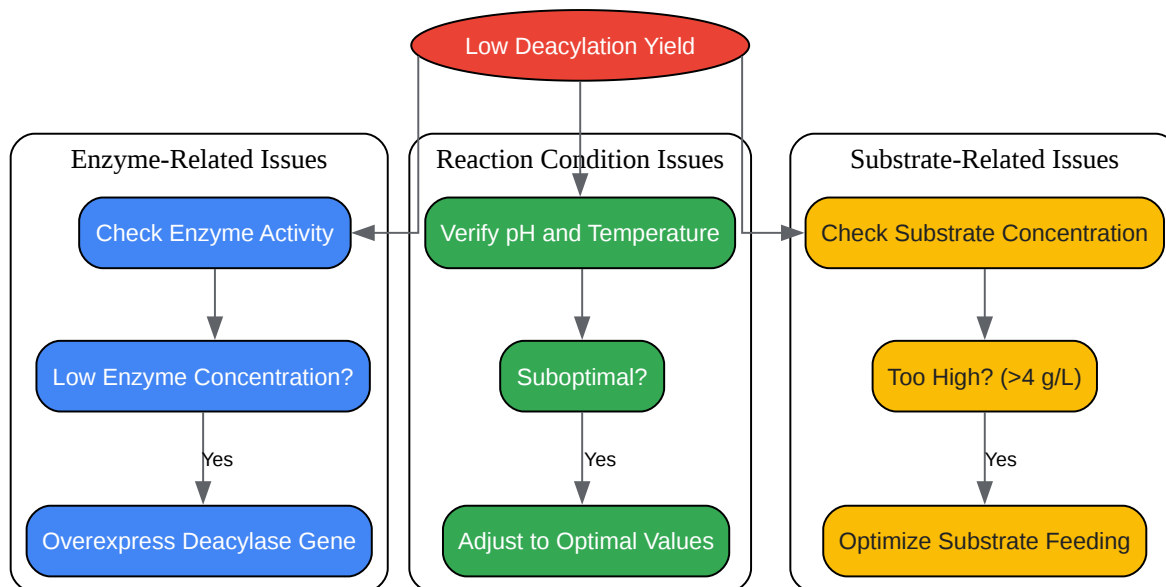 Low Deacylation Yield
Enzyme-Related Issues
Reaction Condition Issues
Substrate-Related Issues
Check Enzyme Activity
Verify pH and Temperature
Check Substrate Concentration
Low Enzyme Concentration?
Suboptimal?
Too High? (>4 g/L)
Yes
Yes
Yes
Overexpress Deacylase Gene
Adjust to Optimal Values
Optimize Substrate Feeding